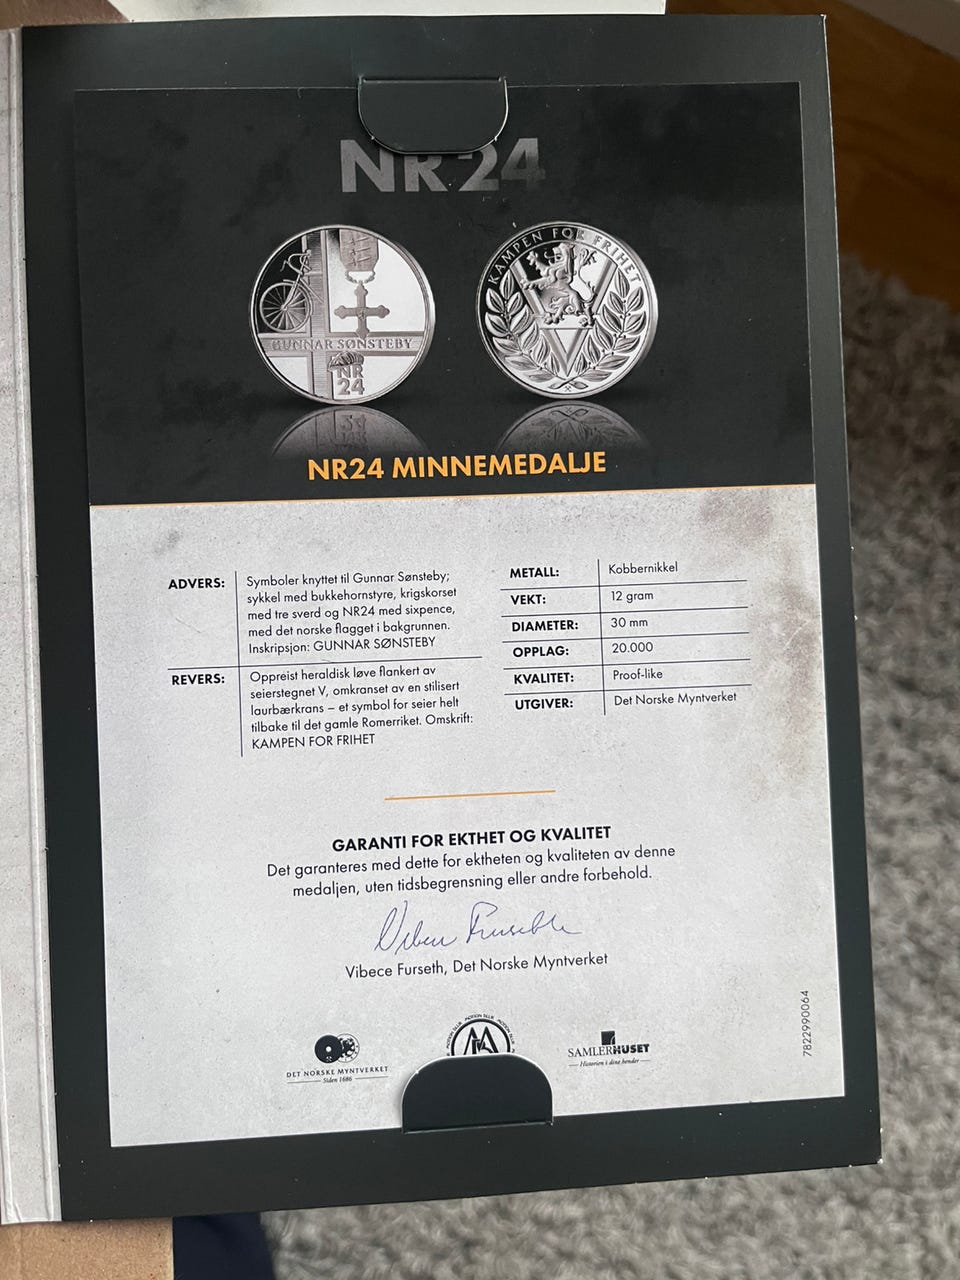 NR24
KAMPEN FOR FRIHET
GUNNAR SØNSTEBY
NR
24
NR24 MINNEMEDALJE
ADVERS:
Symboler knyttet til Gunnar Sønsteby;
sykkel med bukkehornstyre, krigskorset
med tre sverd og NR24 med sixpence,
med det norske flagget i bakgrunnen.
Inskripsjon: GUNNAR SØNSTEBY
REVERS:
Oppreist heraldisk løve flankert av
seierstegnet V, omkranset av en stilisert
laurbærkrans – et symbol for seier helt
tilbake til det gamle Romerriket. Omskrift:
KAMPEN FOR FRIHET
METALL: Kobbernikkel
VEKT: 12 gram
DIAMETER: 30 mm
OPPLAG: 20.000
KVALITET: Proof-like
UTGIVER: Det Norske Myntverket
GARANTI FOR EKTHET OG KVALITET
Det garanteres med dette for ektheten og kvaliteten av denne
medaljen, uten tidsbegrensning eller andre forbehold.
Vibece Furseth
Vibece Furseth, Det Norske Myntverket
DET NORSKE MYNTVERKET
Siden 1686
MOTION BLUR
SAMLERHUSET
Historien i dine hender
7822990064